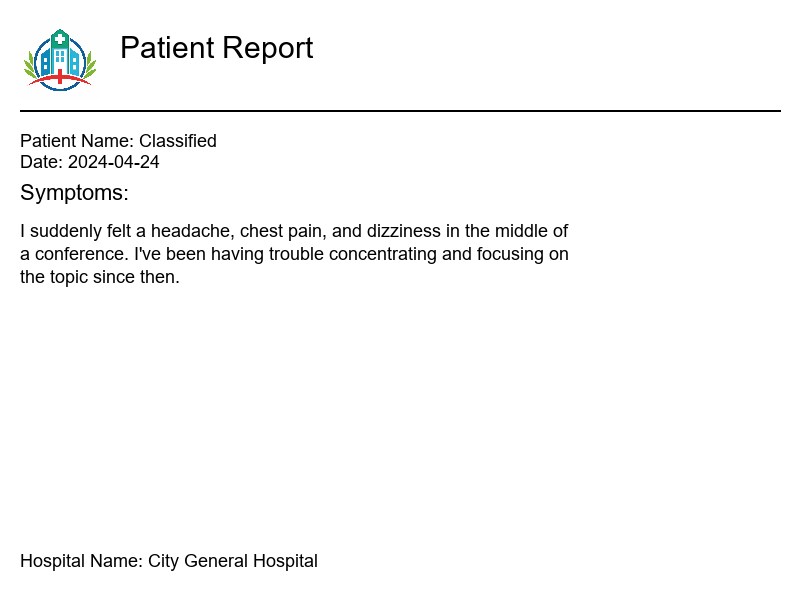 Patient Report
Patient Name: Classified
Date: 2024-04-24
Symptoms:
I suddenly felt a headache, chest pain, and dizziness in the middle of
a conference. I've been having trouble concentrating and focusing on
the topic since then.
Hospital Name: City General Hospital